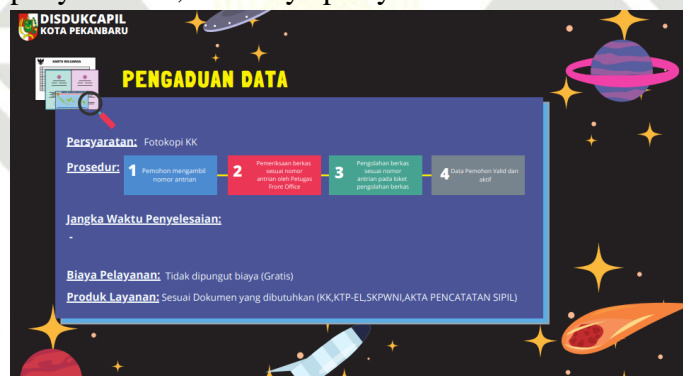 DISDUKCAPIL
KOTA PEKANBARU
PENGADUAN DATA
Persyaratan: Fotokopi KK
Prosedur:
1 Pemohon mengambil
nomor antrian
2 Pemeriksaan berkas
sesuai nomor
antrian oleh Petugas
Front Office
3 Pengolahan berkas
sesuai nomor
antrian pada loket
pengolahan berkas
4 Data Pemohon Valid dan
aktif
Jangka Waktu Penyelesaian:
-
Biaya Pelayanan: Tidak dipungut biaya (Gratis)
Produk Layanan: Sesuai Dokumen yang dibutuhkan (KK,KTP-EL,SKPWNI,AKTA PENCATATAN SIPIL)